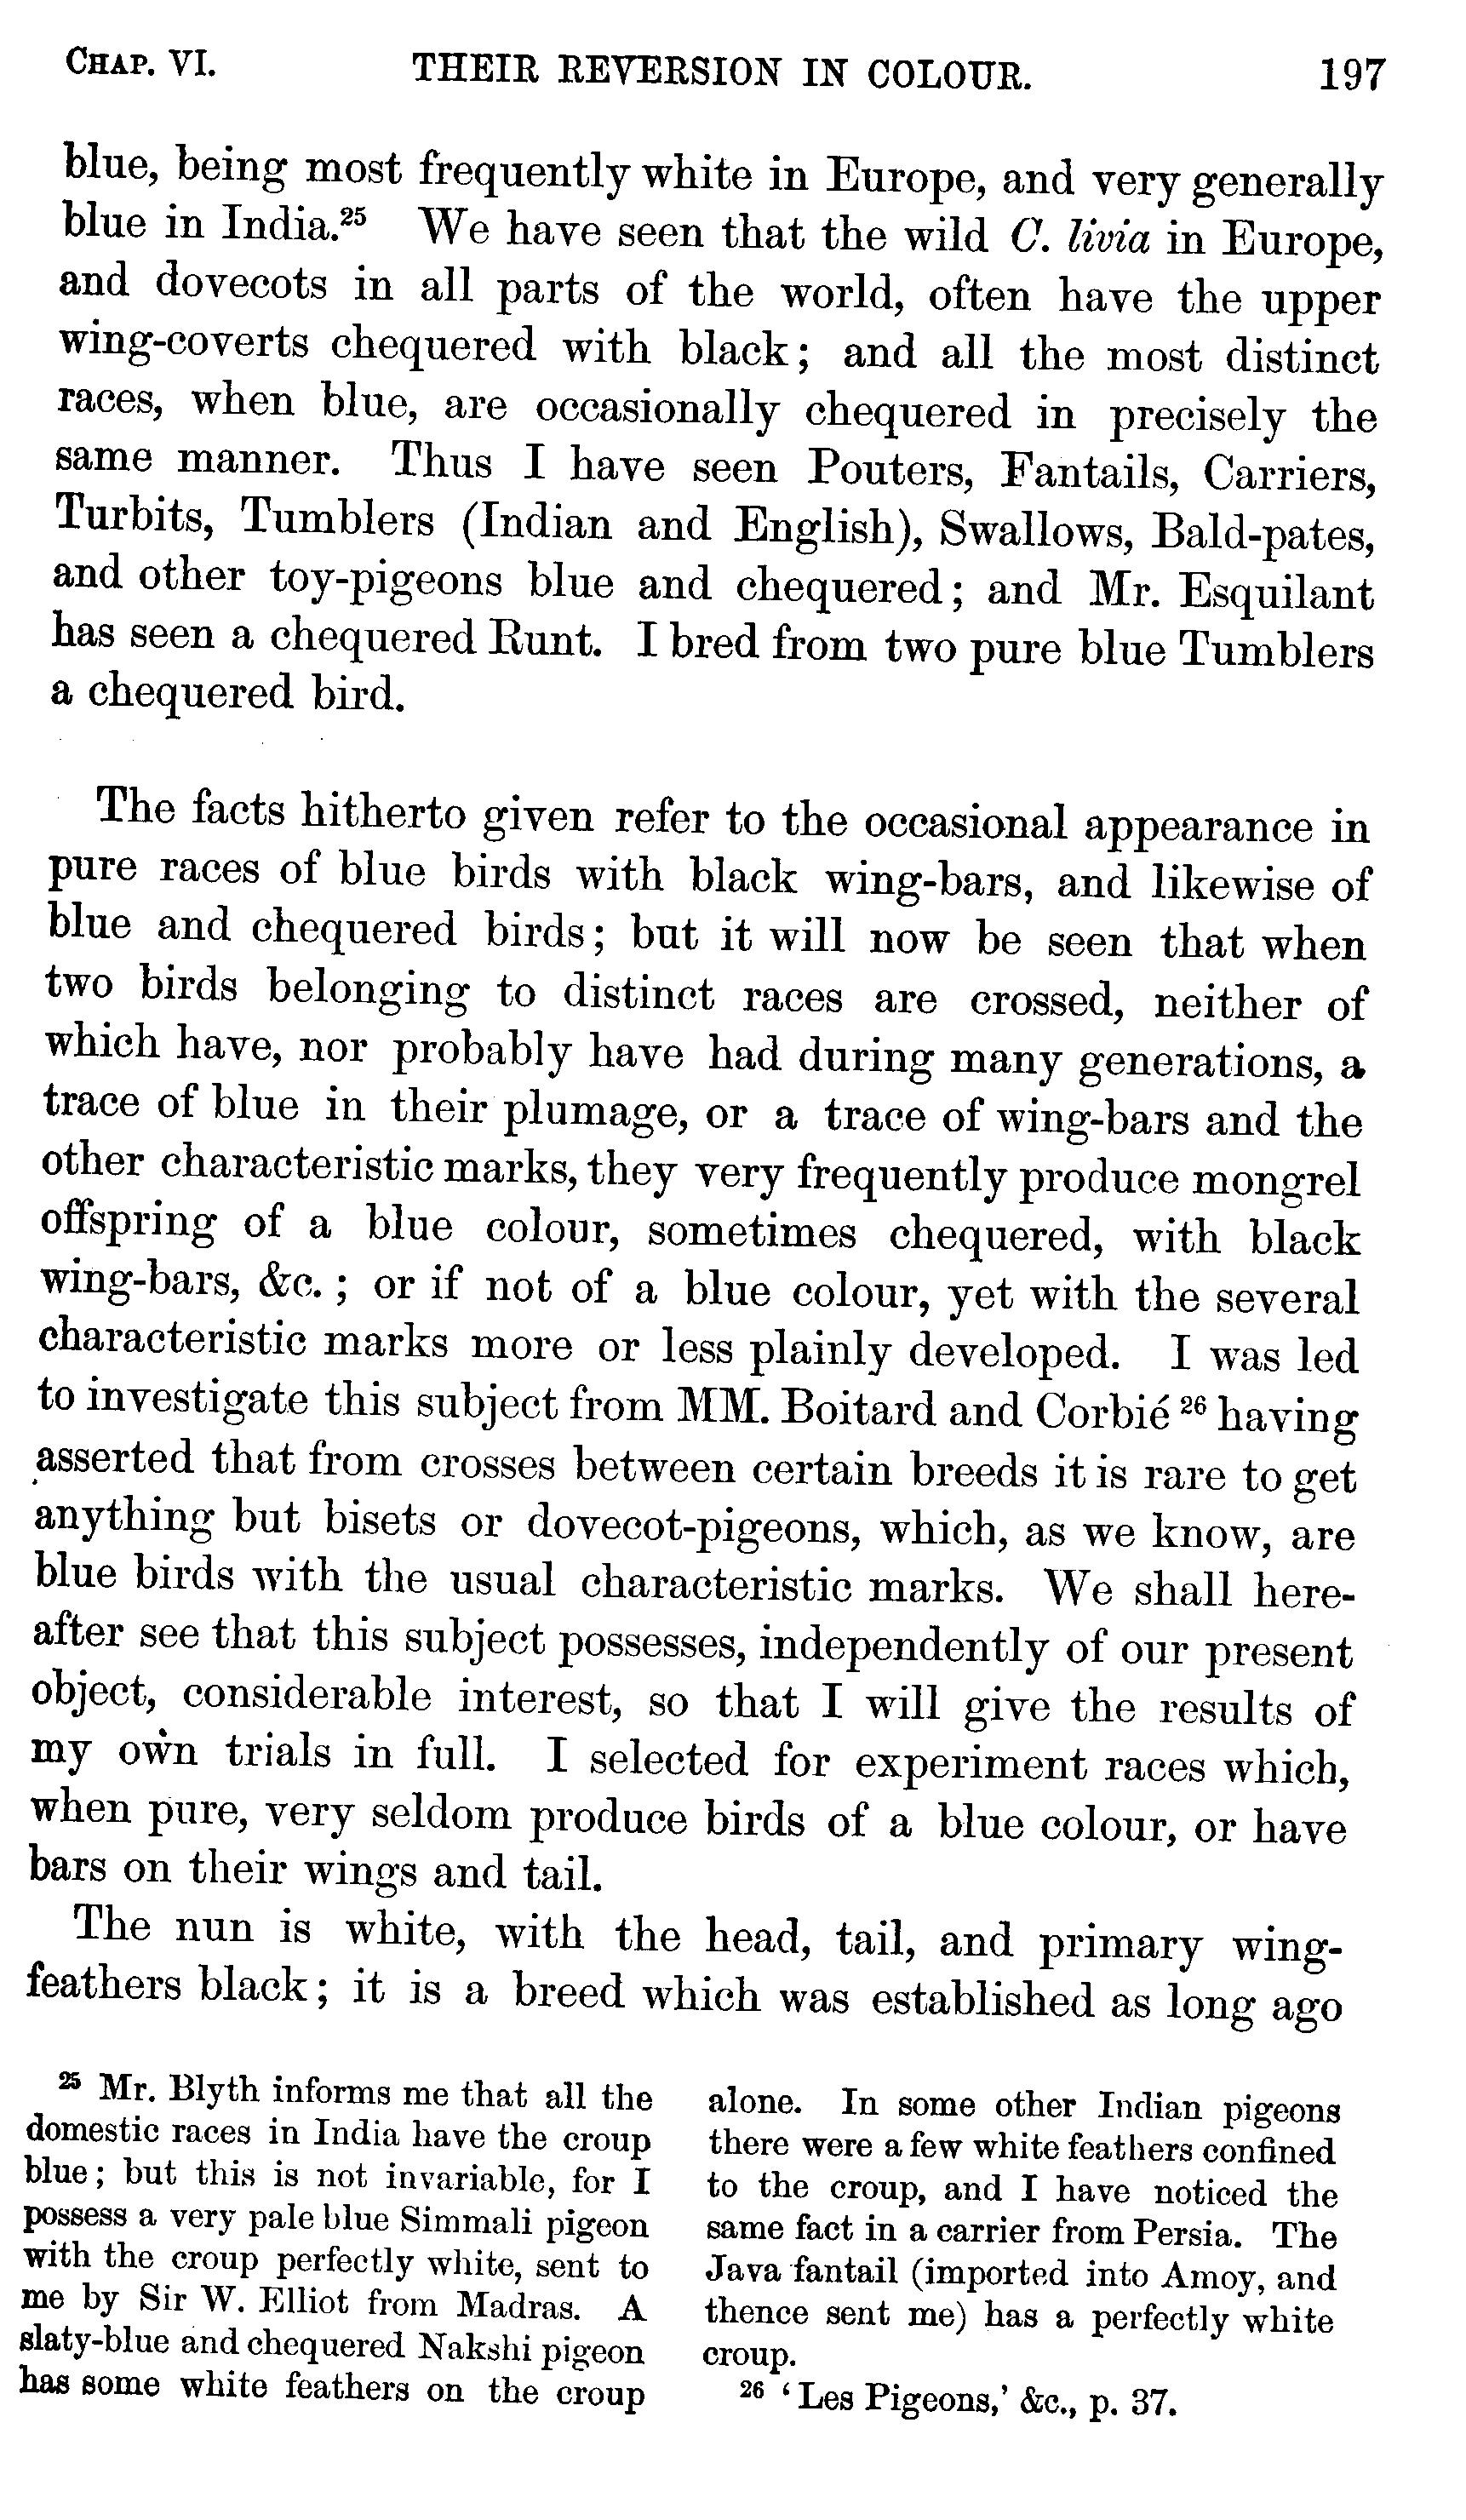 CHAP. VI. THEIR REVERSION IN COLOUR. 197
blue, being most frequently white in Europe, and very generally
blue in India.²⁵ We have seen that the wild C. livia in Europe,
and dovecots in all parts of the world, often have the upper
wing-coverts chequered with black; and all the most distinct
races, when blue, are occasionally chequered in precisely the
same manner. Thus I have seen Pouters, Fantails, Carriers,
Turbits, Tumblers (Indian and English), Swallows, Bald-pates,
and other toy-pigeons blue and chequered; and Mr. Esquilant
has seen a chequered Runt. I bred from two pure blue Tumblers
a chequered bird.
The facts hitherto given refer to the occasional appearance in
pure races of blue birds with black wing-bars, and likewise of
blue and chequered birds; but it will now be seen that when
two birds belonging to distinct races are crossed, neither of
which have, nor probably have had during many generations, a
trace of blue in their plumage, or a trace of wing-bars and the
other characteristic marks, they very frequently produce mongrel
offspring of a blue colour, sometimes chequered, with black
wing-bars, &c.; or if not of a blue colour, yet with the several
characteristic marks more or less plainly developed. I was led
to investigate this subject from MM. Boitard and Corbié ²⁶ having
asserted that from crosses between certain breeds it is rare to get
anything but bisets or dovecot-pigeons, which, as we know, are
blue birds with the usual characteristic marks. We shall here-
after see that this subject possesses, independently of our present
object, considerable interest, so that I will give the results of
my own trials in full. I selected for experiment races which,
when pure, very seldom produce birds of a blue colour, or have
bars on their wings and tail.
The nun is white, with the head, tail, and primary wing-
feathers black; it is a breed which was established as long ago
²⁵ Mr. Blyth informs me that all the
domestic races in India have the croup
blue; but this is not invariable, for I
possess a very pale blue Simmali pigeon
with the croup perfectly white, sent to
me by Sir W. Elliot from Madras. A
slaty-blue and chequered Nakshi pigeon
has some white feathers on the croup
alone. In some other Indian pigeons
there were a few white feathers confined
to the croup, and I have noticed the
same fact in a carrier from Persia. The
Java fantail (imported into Amoy, and
thence sent me) has a perfectly white
croup.
²⁶ ‘Les Pigeons,’ &c., p. 37.